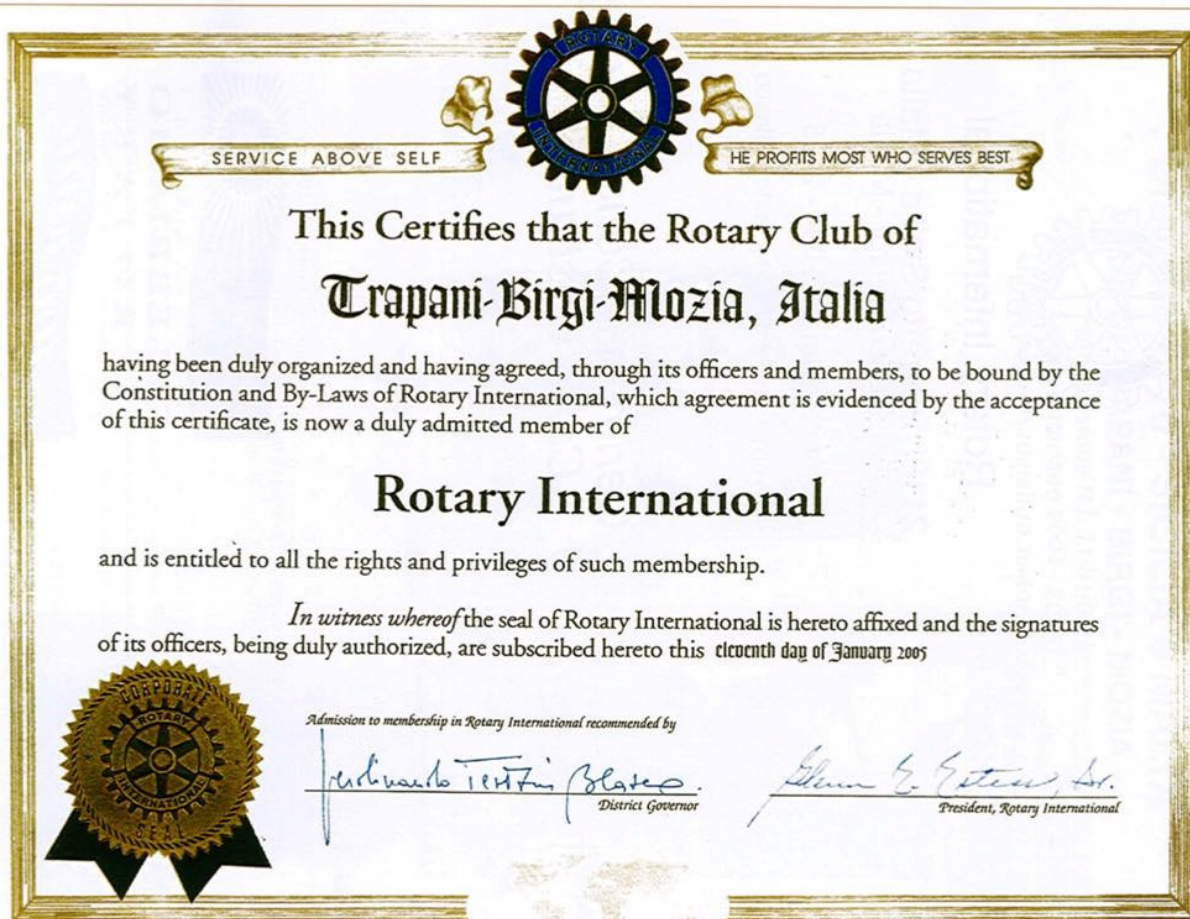 ROTARY
INTERNATIONAL
SERVICE ABOVE SELF
HE PROFITS MOST WHO SERVES BEST
This Certifies that the Rotary Club of
Trapani-Birgi-Mozia, Italia
having been duly organized and having agreed, through its officers and members, to be bound by the
Constitution and By-Laws of Rotary International, which agreement is evidenced by the acceptance
of this certificate, is now a duly admitted member of
Rotary International
and is entitled to all the rights and privileges of such membership.
In witness whereof the seal of Rotary International is hereto affixed and the signatures
of its officers, being duly authorized, are subscribed hereto this eleventh day of January 2005
CORPORATE
ROTARY
INTERNATIONAL
SEAL
Admission to membership in Rotary International recommended by
Glenn E. Estess, Sr.
District Governor
President, Rotary International